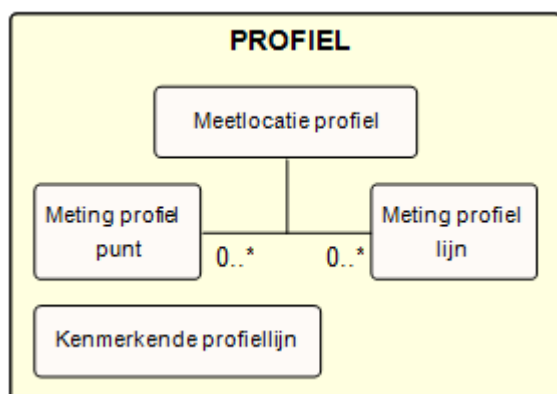 PROFIEL
Meetlocatie profiel
Meting profiel
punt
Meting profiel
lijn
0..*
0..*
Kenmerkende profiellijn